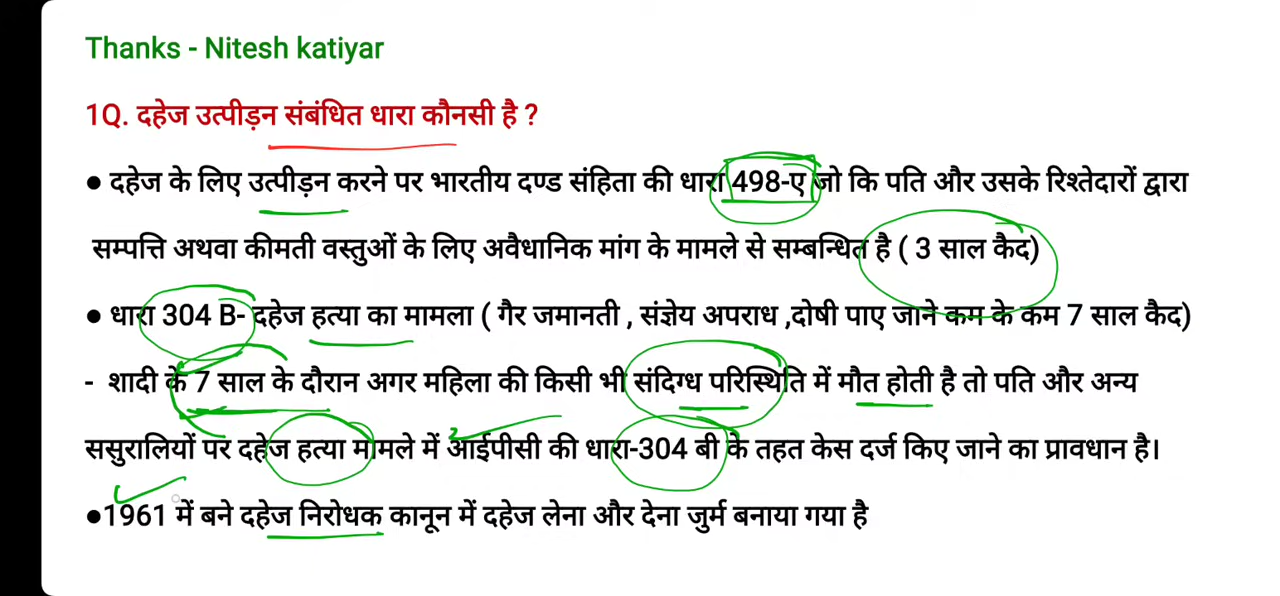 Thanks - Nitesh katiyar
1Q. दहेज उत्पीड़न संबंधित धारा कौनसी है ?
● दहेज के लिए उत्पीड़न करने पर भारतीय दण्ड संहिता की धारा 498-ए जो कि पति और उसके रिश्तेदारों द्वारा
सम्पत्ति अथवा कीमती वस्तुओं के लिए अवैधानिक मांग के मामले से सम्बन्धित है ( 3 साल कैद)
● धारा 304 B- दहेज हत्या का मामला ( गैर जमानती , संज्ञेय अपराध ,दोषी पाए जाने कम के कम 7 साल कैद)
- शादी के 7 साल के दौरान अगर महिला की किसी भी संदिग्ध परिस्थिति में मौत होती है तो पति और अन्य
ससुरालियों पर दहेज हत्या मामले में आईपीसी की धारा-304 बी के तहत केस दर्ज किए जाने का प्रावधान है।
●1961 में बने दहेज निरोधक कानून में दहेज लेना और देना जुर्म बनाया गया है